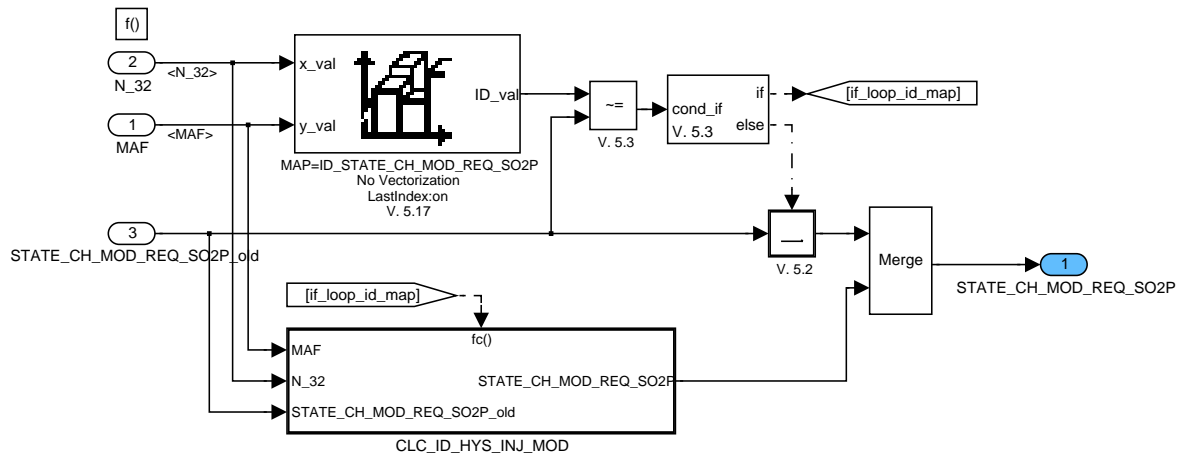 f()
2
N_32
<N_32>
1
MAF
<MAF>
x_val
y_val
ID_val
MAP=ID_STATE_CH_MOD_REQ_SO2P
No Vectorization
LastIndex:on
V. 5.17
~=
V. 5.3
cond_if
V. 5.3
if
else
[if_loop_id_map]
3
STATE_CH_MOD_REQ_SO2P_old
V. 5.2
Merge
1
STATE_CH_MOD_REQ_SO2P
[if_loop_id_map]
fc()
MAF
N_32
STATE_CH_MOD_REQ_SO2P_old
STATE_CH_MOD_REQ_SO2P
CLC_ID_HYS_INJ_MOD